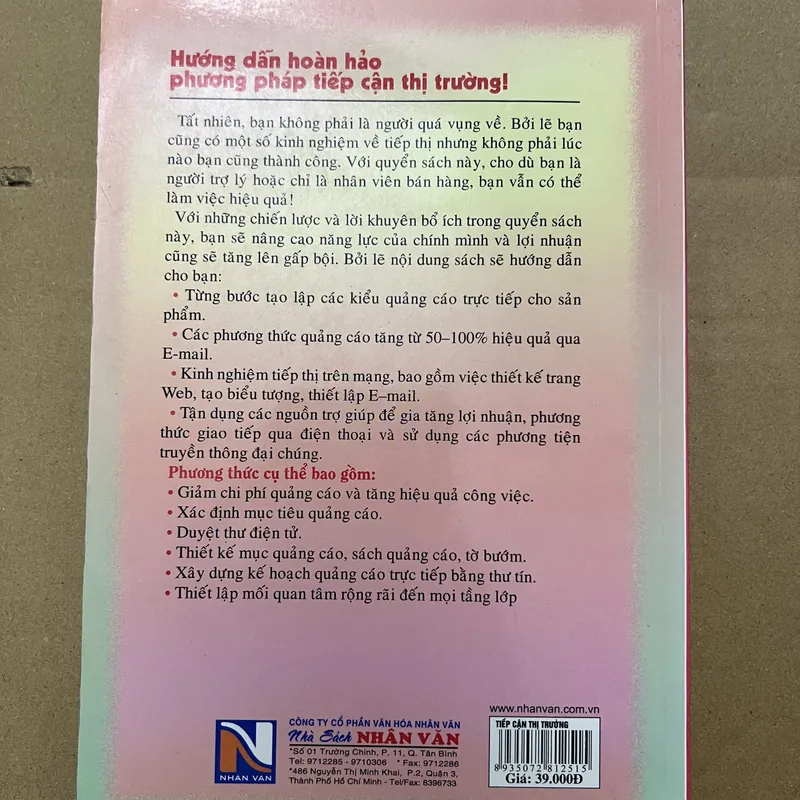 Hướng dẫn hoàn hảo
phương pháp tiếp cận thị trường!
Tất nhiên, bạn không phải là người quá vụng về. Bởi lẽ bạn
cũng có một số kinh nghiệm về tiếp thị nhưng không phải lúc
nào bạn cũng thành công. Với quyển sách này, cho dù bạn là
người trợ lý hoặc chỉ là nhân viên bán hàng, bạn vẫn có thể
làm việc hiệu quả!
Với những chiến lược và lời khuyên bổ ích trong quyển sách
này, bạn sẽ nâng cao năng lực của chính mình và lợi nhuận
cũng sẽ tăng lên gấp bội. Bởi lẽ nội dung sách sẽ hướng dẫn
cho bạn:
• Từng bước tạo lập các kiểu quảng cáo trực tiếp cho sản
phẩm.
• Các phương thức quảng cáo tăng từ 50–100% hiệu quả qua
E-mail.
• Kinh nghiệm tiếp thị trên mạng, bao gồm việc thiết kế trang
Web, tạo biểu tượng, thiết lập E–mail.
• Tận dụng các nguồn trợ giúp để gia tăng lợi nhuận, phương
thức giao tiếp qua điện thoại và sử dụng các phương tiện
truyền thông đại chúng.
Phương thức cụ thể bao gồm:
• Giảm chi phí quảng cáo và tăng hiệu quả công việc.
• Xác định mục tiêu quảng cáo.
• Duyệt thư điện tử.
• Thiết kế mục quảng cáo, sách quảng cáo, tờ bướm.
• Xây dựng kế hoạch quảng cáo trực tiếp bằng thư tín.
• Thiết lập mối quan tâm rộng rãi đến mọi tầng lớp
www.nhanvan.com.vn
NHAN VAN
CÔNG TY CỔ PHẦN VĂN HÓA NHÂN VĂN
Nhà Sách NHÂN VĂN
*Số 01 Trường Chinh, P. 11, Q. Tân Bình
Tel: 9712285 - 9710306 * Fax: 9712286
*486 Nguyễn Thị Minh Khai, P.2, Quận 3,
Thành Phố Hồ Chí Minh - Tel/Fax: 8396733
TIẾP CẬN THỊ TRƯỜNG
8 935072 812515
Giá: 39.000Đ